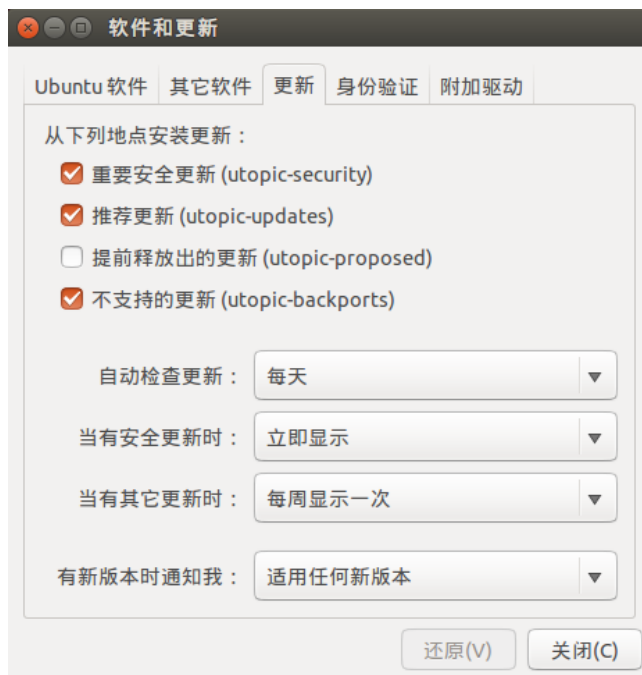 软件和更新
Ubuntu 软件 其它软件 更新 身份验证 附加驱动
从下列地点安装更新：
重要安全更新 (utopic-security)
推荐更新 (utopic-updates)
提前释放出的更新 (utopic-proposed)
不支持的更新 (utopic-backports)
自动检查更新： 每天
当有安全更新时： 立即显示
当有其它更新时： 每周显示一次
有新版本时通知我： 适用任何新版本
还原(V) 关闭(C)